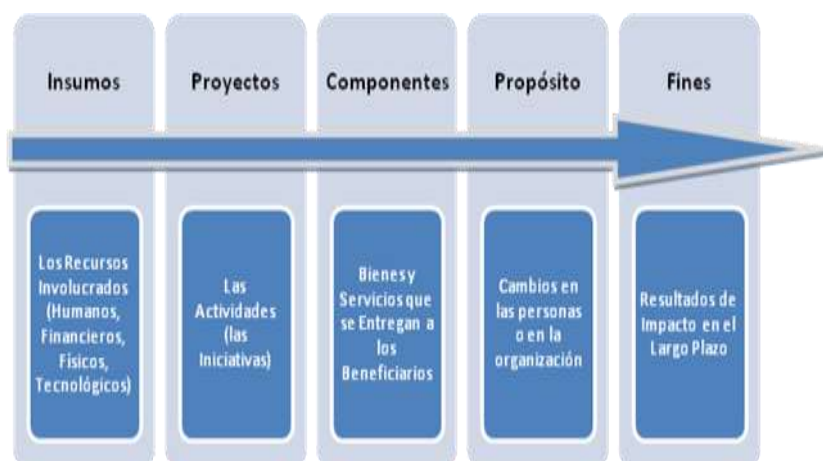 Insumos
Proyectos
Componentes
Propósito
Fines
Los Recursos
Involucrados
(Humanos,
Financieros,
Físicos,
Tecnológicos)
Las
Actividades
(las
Iniciativas)
Bienes y
Servicios que
se Entregan a
los
Beneficiarios
Cambios en
las personas
o en la
organización
Resultados de
Impacto en el
Largo Plazo